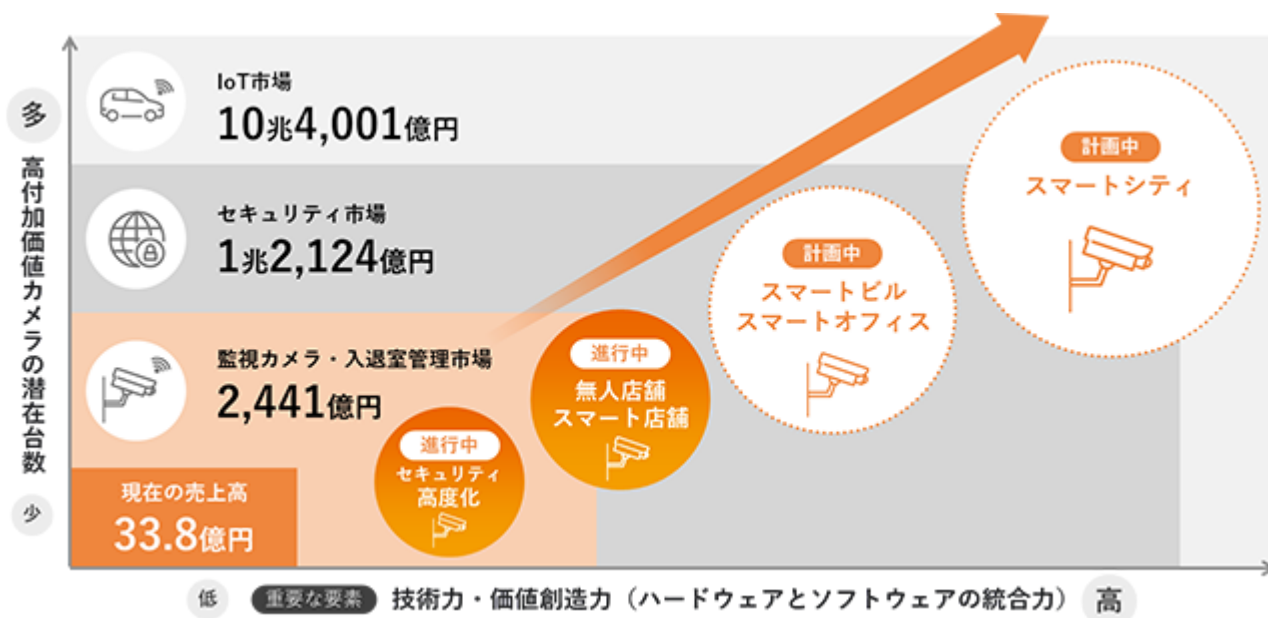 多
高付加価値カメラの潜在台数
少
IoT市場
10兆4,001億円
セキュリティ市場
1兆2,124億円
監視カメラ・入退室管理市場
2,441億円
現在の売上高
33.8億円
進行中
セキュリティ
高度化
進行中
無人店舗
スマート店舗
計画中
スマートビル
スマートオフィス
計画中
スマートシティ
低
重要な要素
技術力・価値創造力（ハードウェアとソフトウェアの統合力）
高